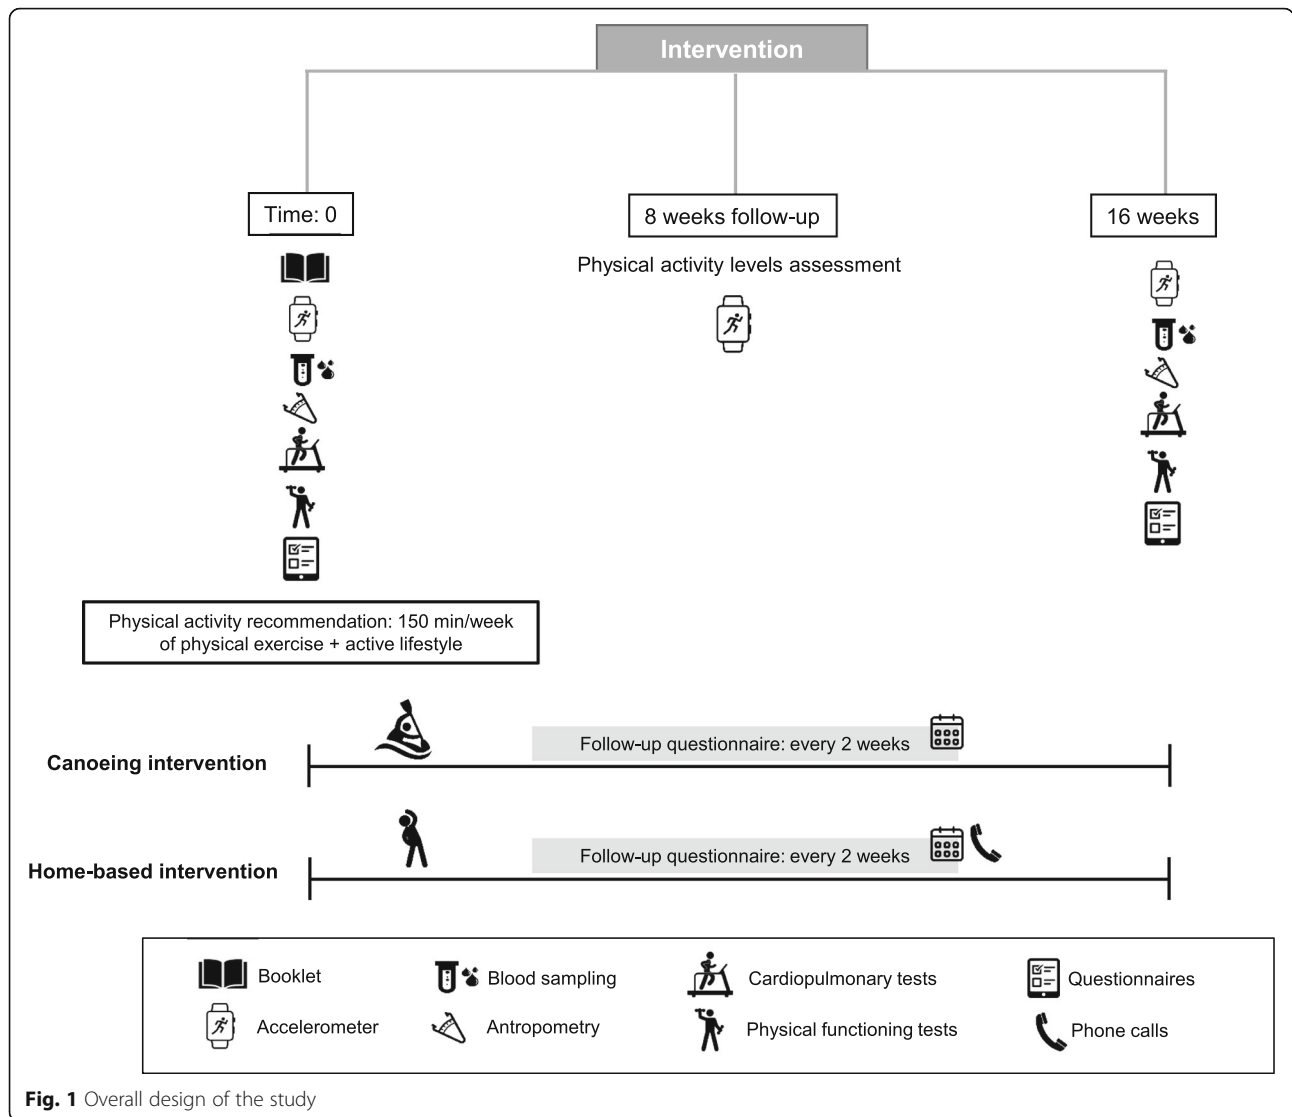 Intervention
Time: 0
8 weeks follow-up
16 weeks
Physical activity levels assessment
Physical activity recommendation: 150 min/week
of physical exercise + active lifestyle
Canoeing intervention
Follow-up questionnaire: every 2 weeks
Home-based intervention
Follow-up questionnaire: every 2 weeks
Booklet
Blood sampling
Cardiopulmonary tests
Questionnaires
Accelerometer
Antropometry
Physical functioning tests
Phone calls
Fig. 1 Overall design of the study